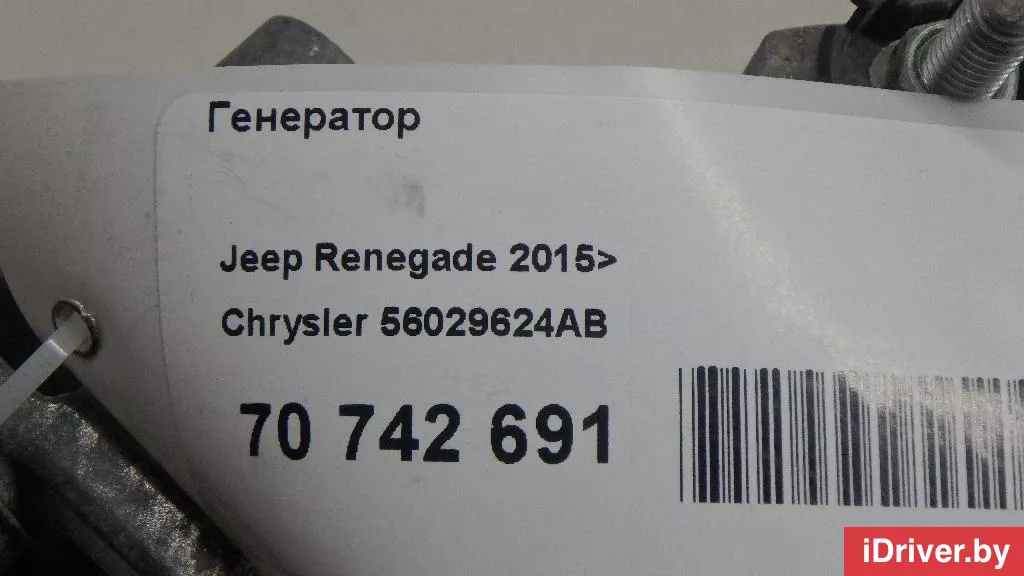 Генератор
Jeep Renegade 2015>
Chrysler 56029624AB
70 742 691
iDriver.by